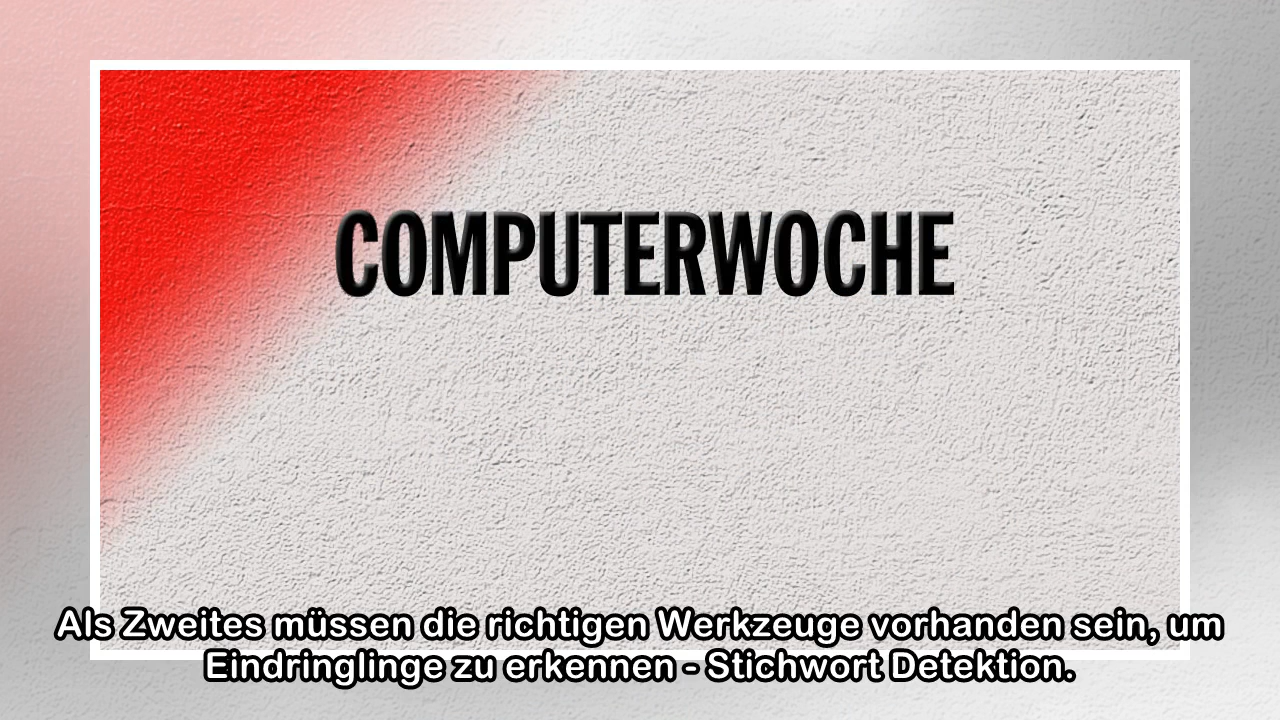 COMPUTERWOCHE
Als Zweites müssen die richtigen Werkzeuge vorhanden sein, um
Eindringlinge zu erkennen - Stichwort Detektion.